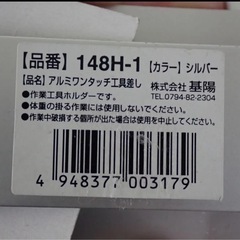 【品番】148H-1【カラー】シルバー
【品名】アルミワンタッチ工具差し
株式会社 基陽
TEL.0794-82-2304
●作業工具ホルダーです。
●体重の掛る作業には使用しないでください。
●作業中破損する個所が出た場合は使用を中止してください。
4 948377 003179